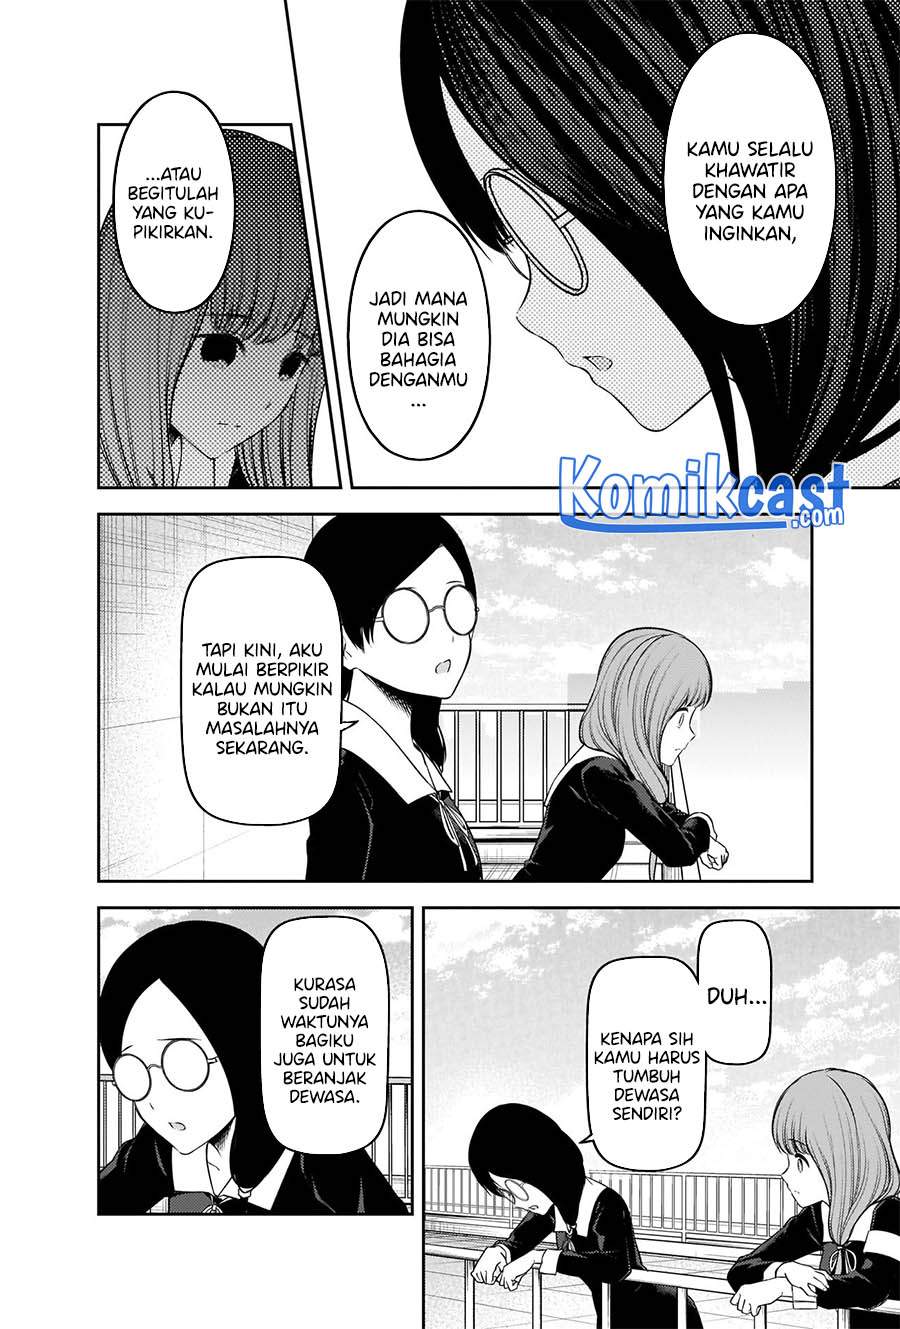 KAMU SELALU
KHAWATIR
DENGAN APA
YANG KAMU
INGINKAN,
JADI MANA
MUNGKIN
DIA BISA
BAHAGIA
DENGANMU
...
...ATAU
BEGITULAH
YANG KU-
PIKIRKAN.
Komikcast
.com
TAPI KINI, AKU
MULAI BERPIKIR
KALAU MUNGKIN
BUKAN ITU
MASALAHNYA
SEKARANG.
DUH...
KENAPA SIH
KAMU HARUS
TUMBUH
DEWASA
SENDIRI?
KURASA
SUDAH
WAKTUNYA
BAGIKU
JUGA UNTUK
BERANJAK
DEWASA.